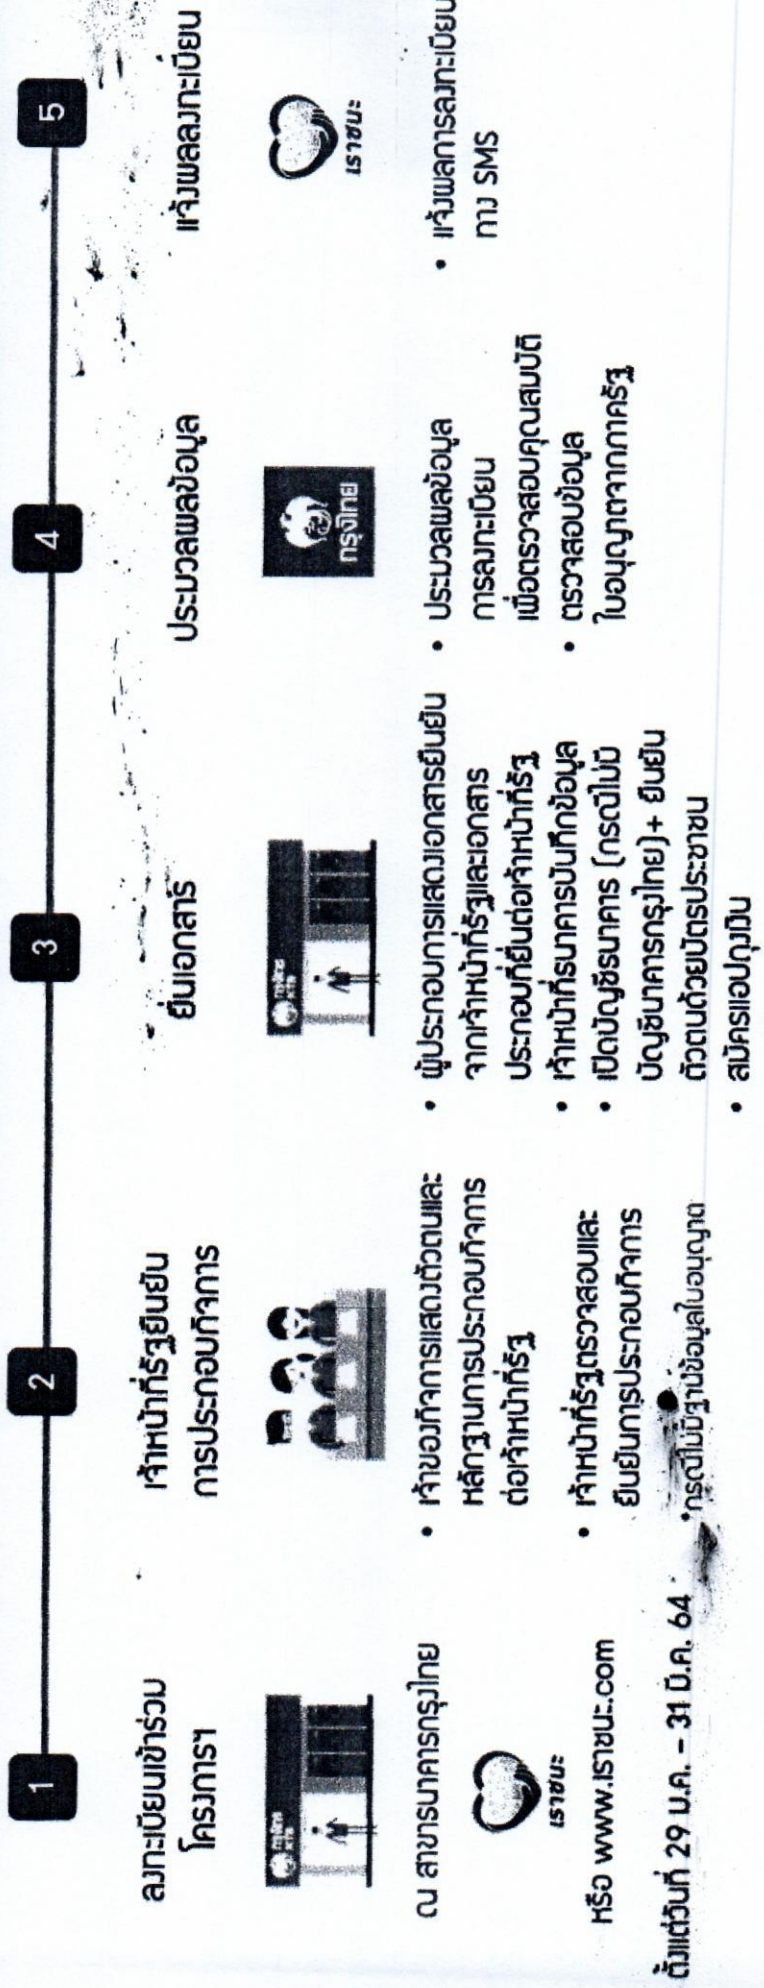 1
ลงทะเบียนเข้าร่วม
โครงการฯ
ณ สาขาธนาคารกรุงไทย
เราชนะ
หรือ www.เราชนะ.com
ตั้งแต่วันที่ 29 ม.ค. – 31 มี.ค. 64
2
เจ้าหน้าที่รัฐยืนยัน
การประกอบกิจการ
• เจ้าของกิจการแสดงตัวตนและ
หลักฐานการประกอบกิจการ
ต่อเจ้าหน้าที่รัฐ
• เจ้าหน้าที่รัฐตรวจสอบและ
ยืนยันการประกอบกิจการ
*กรณีไม่มีฐานข้อมูลใบอนุญาต
3
ยื่นเอกสาร
• ผู้ประกอบการแสดงเอกสารยืนยัน
จากเจ้าหน้าที่รัฐและเอกสาร
ประกอบที่ยื่นต่อเจ้าหน้าที่รัฐ
• เจ้าหน้าที่ธนาคารบันทึกข้อมูล
• เปิดบัญชีธนาคาร (กรณีไม่มี
บัญชีธนาคารกรุงไทย)+ ยืนยัน
ตัวตนด้วยบัตรประชาชน
• สมัครแอปถุงเงิน
4
ประมวลผลข้อมูล
กรุงไทย
• ประมวลผลข้อมูล
การลงทะเบียน
เพื่อตรวจสอบคุณสมบัติ
• ตรวจสอบข้อมูล
ใบอนุญาตจากภาครัฐ
5
แจ้งผลลงทะเบียน
เราชนะ
• แจ้งผลการลงทะเบียน
ทาง SMS